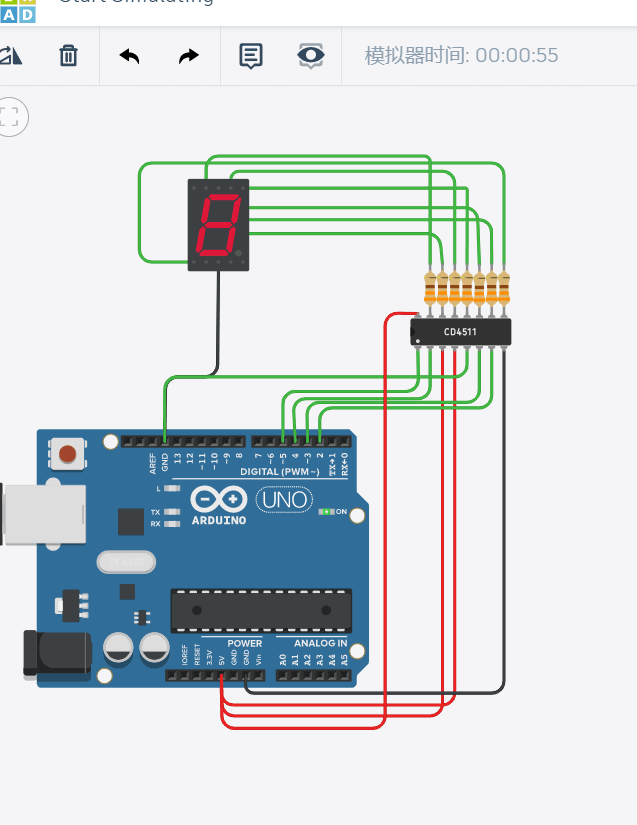 Start Simulating
A D
模拟器时间: 00:00:55
CD4511
AREF
GND
13
12
~11
~10
~9
8
7
~6
~5
4
~3
2
TX→1
RX←0
DIGITAL (PWM~)
L
TX
RX
ARDUINO
UNO
ON
POWER
ANALOG IN
IOREF
RESET
3.3V
5V
GND
GND
Vin
A0
A1
A2
A3
A4
A5